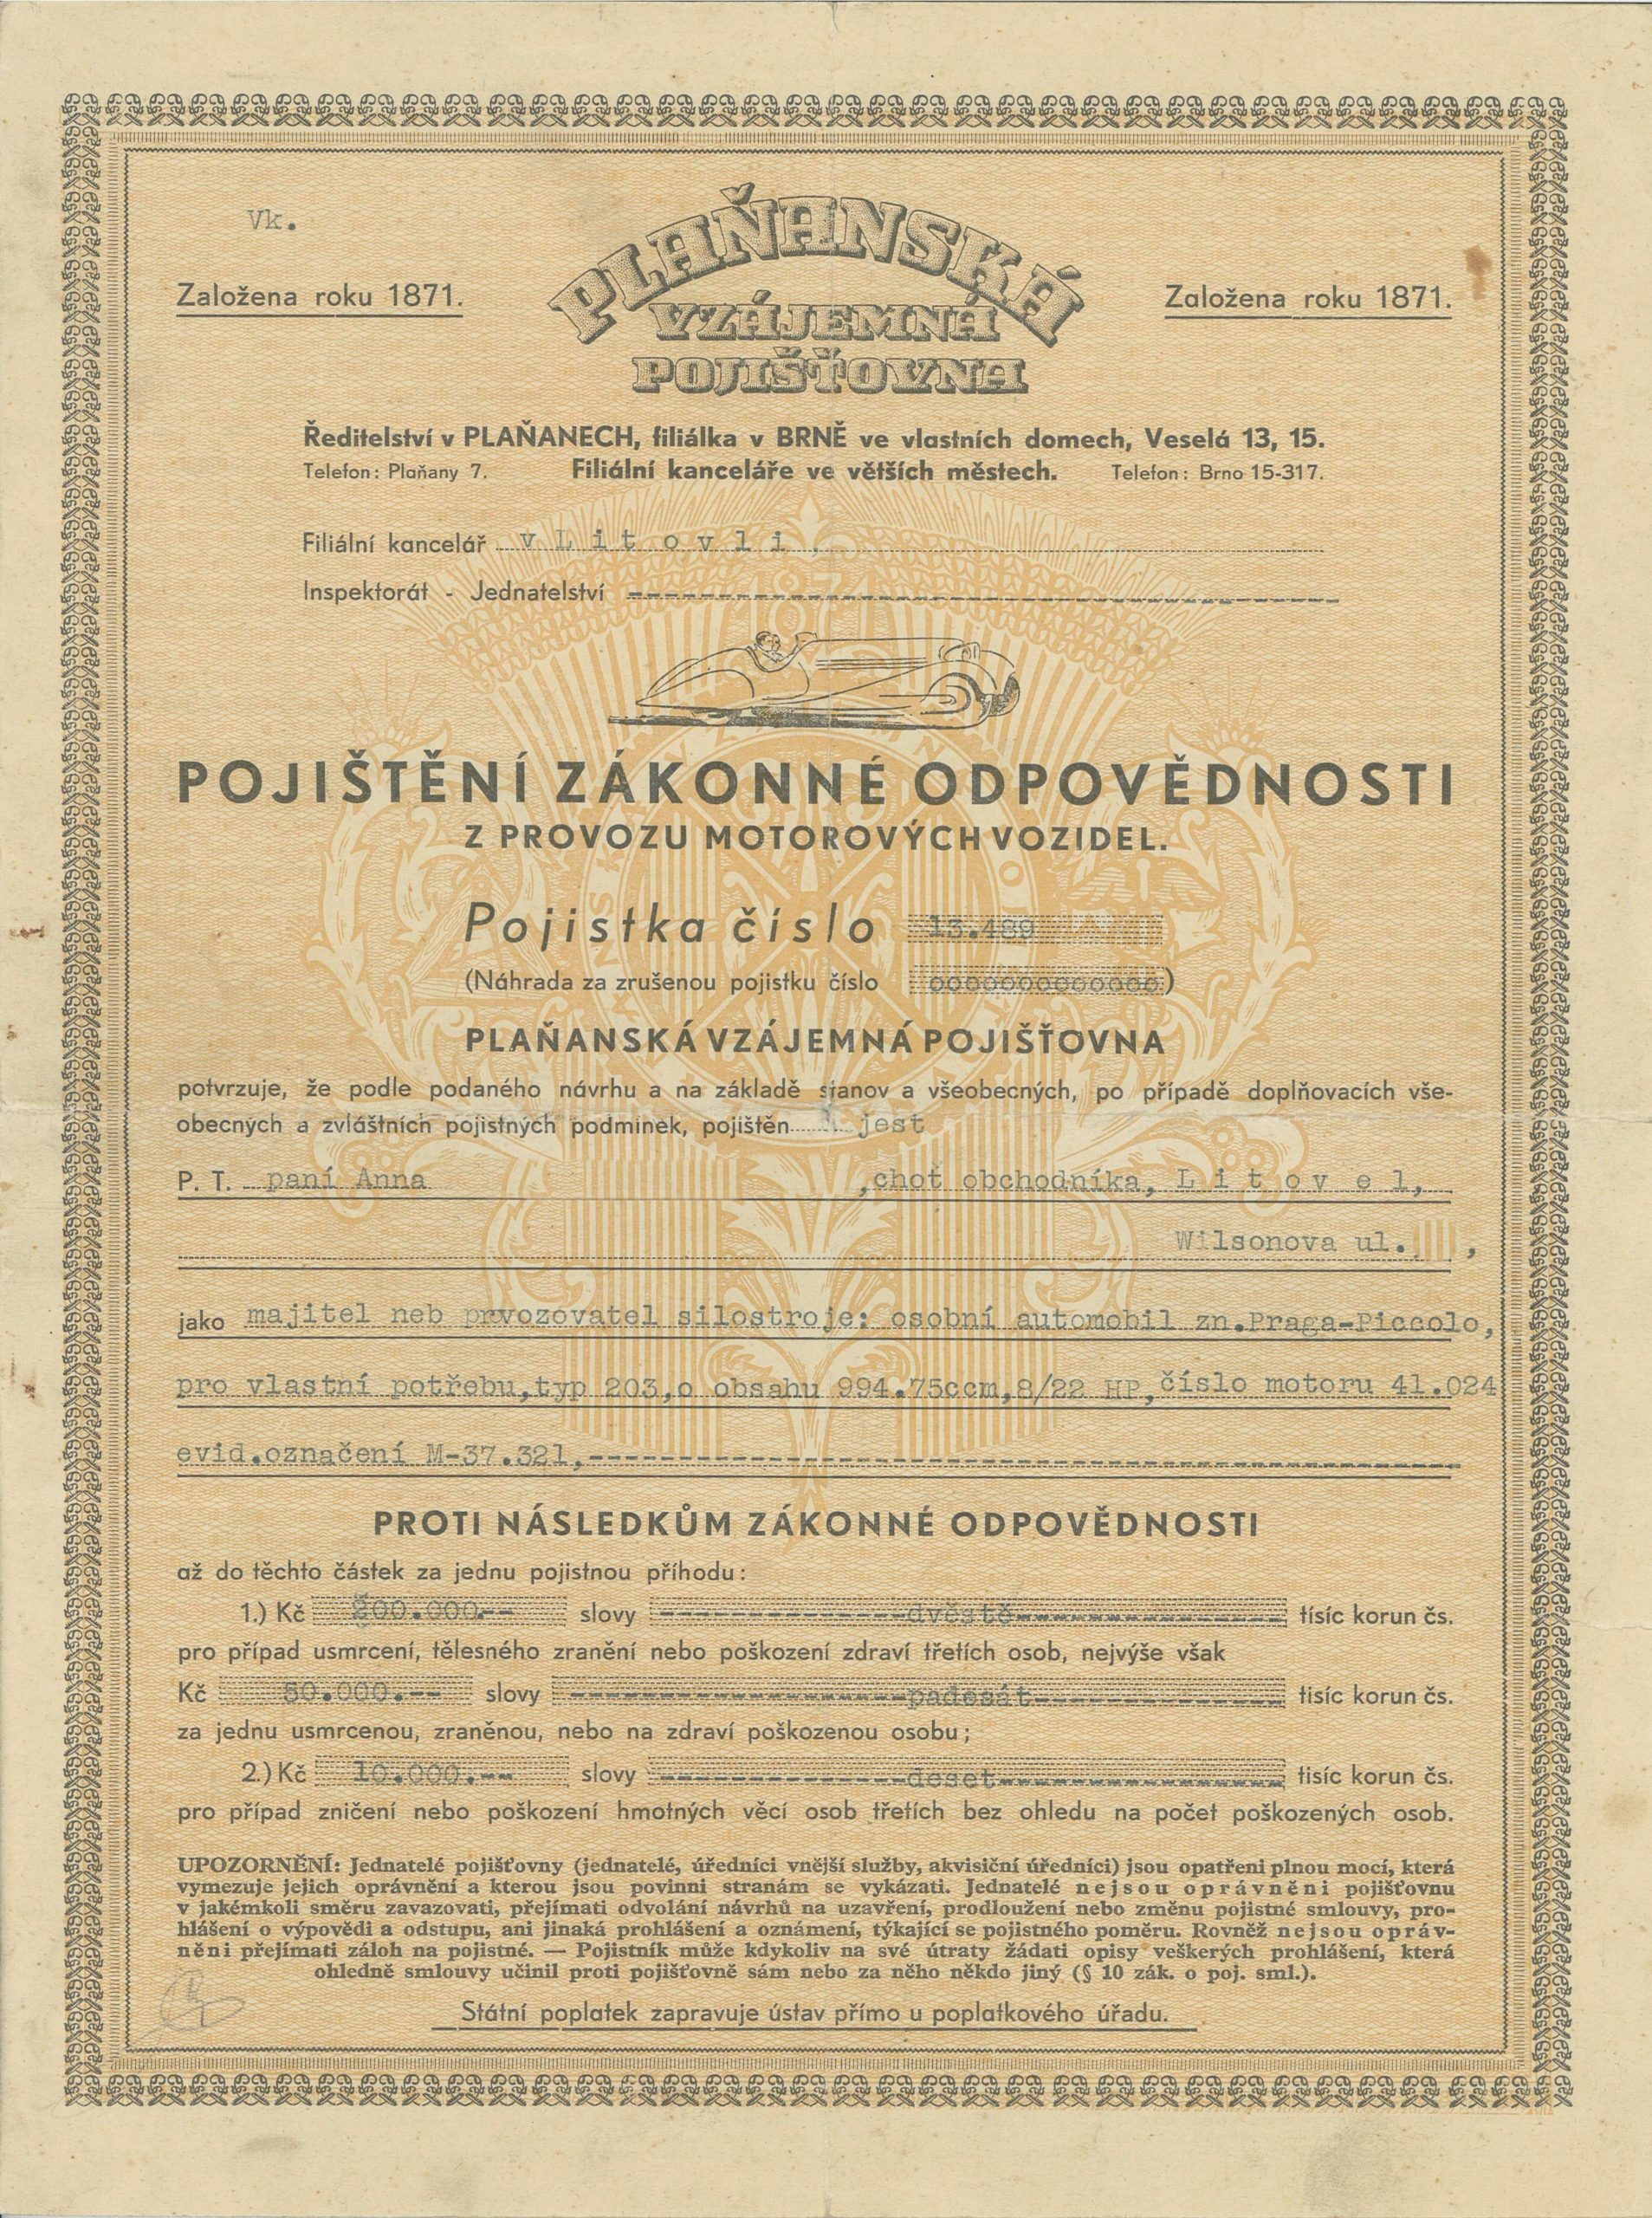 Vk.
PLAŇANSKÁ
VZÁJEMNÁ
POJIŠŤOVNA
Založena roku 1871.
Založena roku 1871.
Ředitelství v PLAŇANECH, filiálka v BRNĚ ve vlastních domech, Veselá 13, 15.
Telefon: Plaňany 7. Filiální kanceláře ve větších městech. Telefon: Brno 15-317.
Filiální kancelář v L i t o v l i ,
Inspektorát - Jednatelství
POJIŠTĚNÍ ZÁKONNÉ ODPOVĚDNOSTI
Z PROVOZU MOTOROVÝCH VOZIDEL.
Pojistka číslo 13.489
(Náhrada za zrušenou pojistku číslo ooooooooooooo)
PLAŇANSKÁ VZÁJEMNÁ POJIŠŤOVNA
potvrzuje, že podle podaného návrhu a na základě stanov a všeobecných, po případě doplňovacích vše-
obecných a zvláštních pojistných podmínek, pojištěn jest
P. T. paní Anna ,choť obchodníka, L i t o v e l,
Wilsonova ul. ,
jako majitel neb prvozovatel silostroje: osobní automobil zn.Praga-Piccolo,
pro vlastní potřebu,typ 203,o obsahu 994.75ccm,8/22 HP,číslo motoru 41.024
evid.označení M-37.321,------------------
PROTI NÁSLEDKŮM ZÁKONNÉ ODPOVĚDNOSTI
až do těchto částek za jednu pojistnou příhodu:
1.) Kč 200.000.-- slovy ----dvěstě---- tisíc korun čs.
pro případ usmrcení, tělesného zranění nebo poškození zdraví třetích osob, nejvýše však
Kč 50.000.-- slovy ----padesát---- tisíc korun čs.
za jednu usmrcenou, zraněnou, nebo na zdraví poškozenou osobu;
2.) Kč 10.000.-- slovy ----deset---- tisíc korun čs.
pro případ zničení nebo poškození hmotných věcí osob třetích bez ohledu na počet poškozených osob.
UPOZORNĚNÍ: Jednatelé pojišťovny (jednatelé, úředníci vnější služby, akvisiční úředníci) jsou opatřeni plnou mocí, která
vymezuje jejich oprávnění a kterou jsou povinni stranám se vykázati. Jednatelé nejsou oprávněni pojišťovnu
v jakémkoli směru zavazovati, přejímati odvolání návrhů na uzavření, prodloužení nebo změnu pojistné smlouvy, pro-
hlášení o výpovědi a odstupu, ani jinaká prohlášení a oznámení, týkající se pojistného poměru. Rovněž nejsou opráv-
něni přejímati záloh na pojistné. — Pojistník může kdykoliv na své útraty žádati opisy veškerých prohlášení, která
ohledně smlouvy učinil proti pojišťovně sám nebo za něho někdo jiný (§ 10 zák. o poj. sml.).
Státní poplatek zapravuje ústav přímo u poplatkového úřadu.